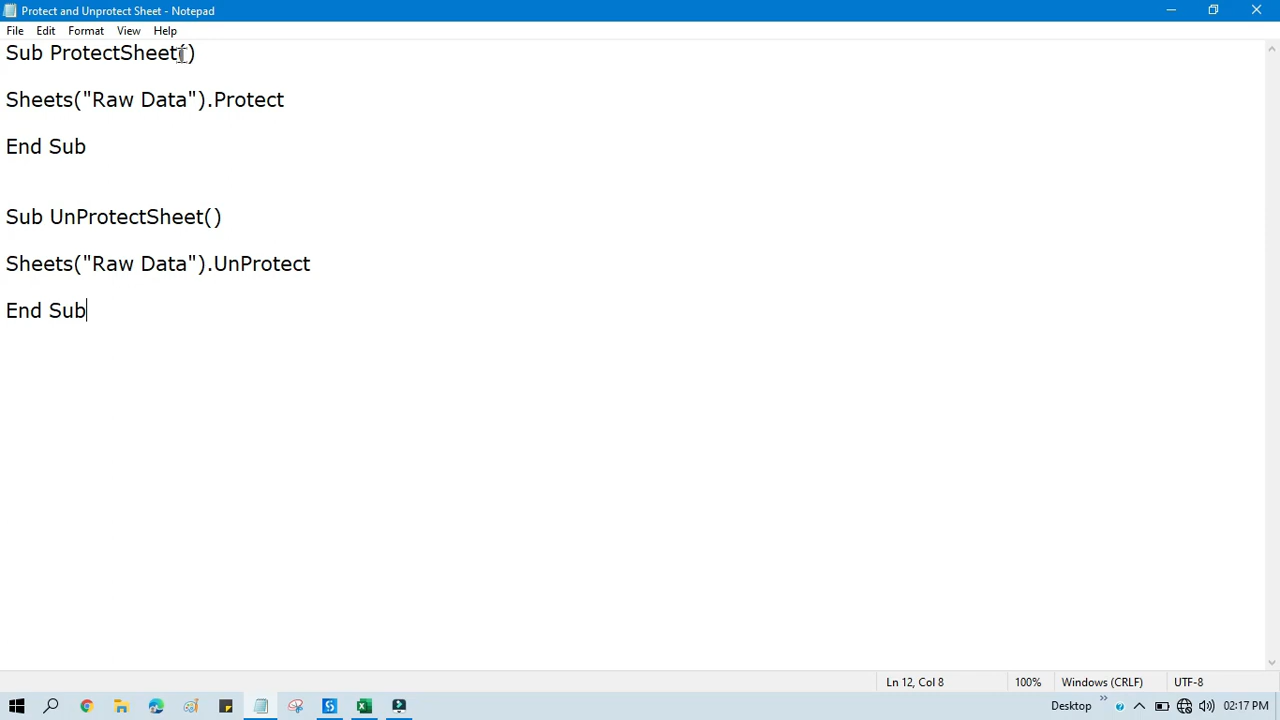 Protect and Unprotect Sheet - Notepad
File Edit Format View Help
Sub ProtectSheet()
Sheets("Raw Data").Protect
End Sub
Sub UnProtectSheet()
Sheets("Raw Data").UnProtect
End Sub
Ln 12, Col 8 100% Windows (CRLF) UTF-8
Desktop 02:17 PM